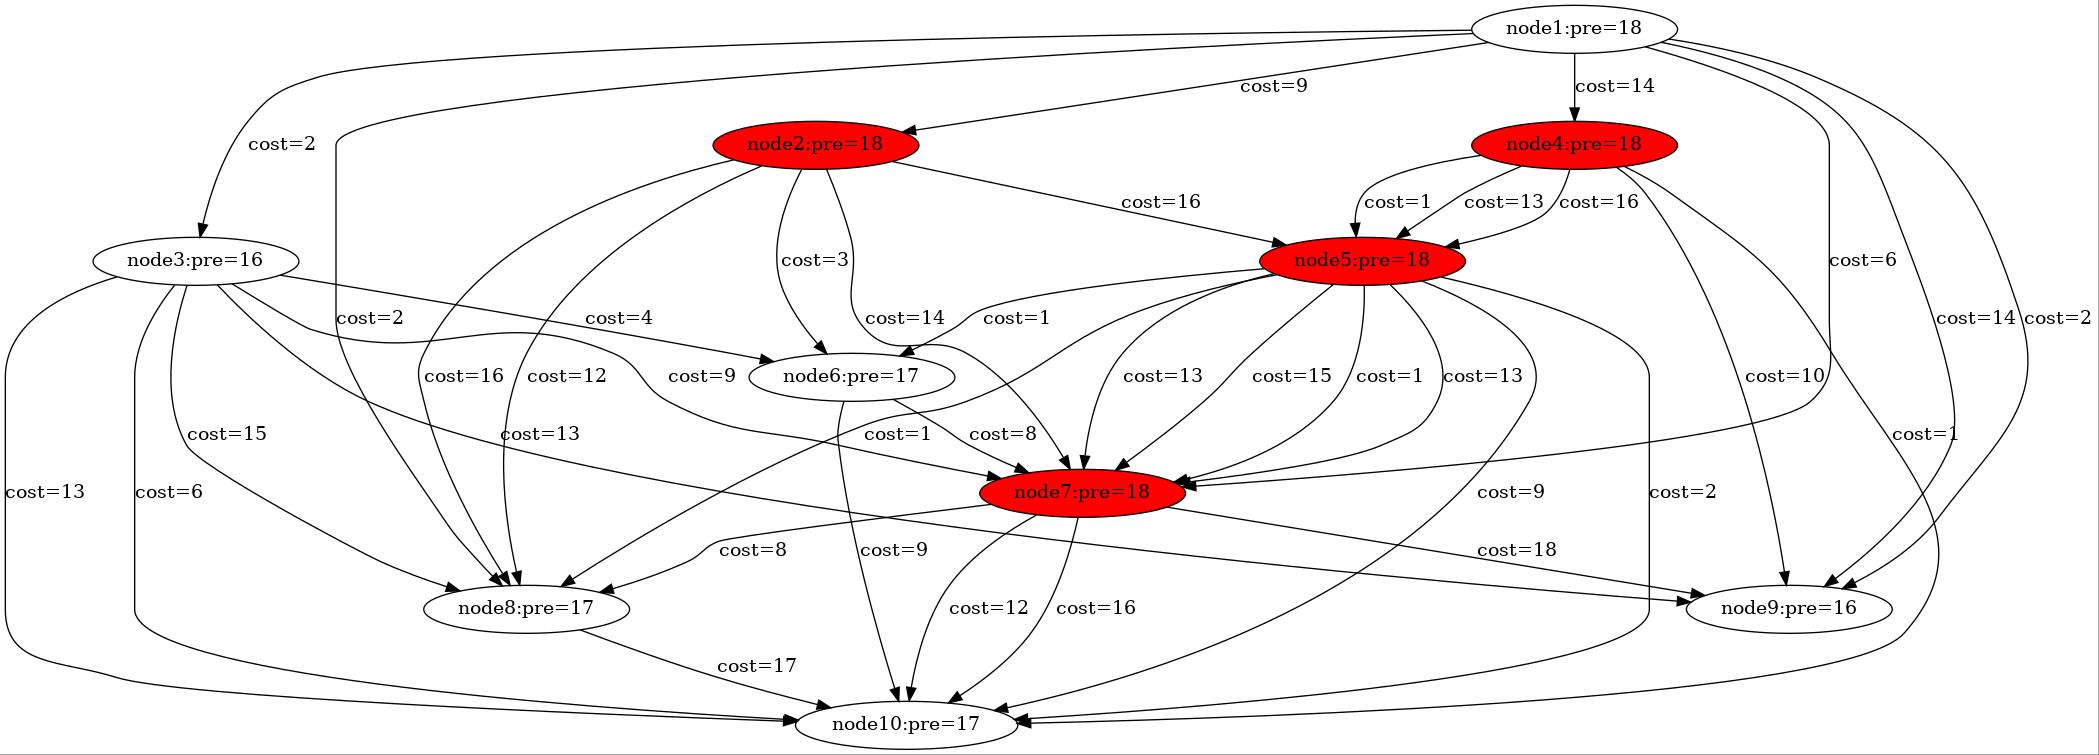 node1:pre=18
cost=9
cost=14
node2:pre=18
node4:pre=18
cost=2
cost=16
cost=1
cost=13
cost=16
node3:pre=16
cost=3
node5:pre=18
cost=6
cost=2
cost=4
cost=14
cost=1
cost=14
cost=2
cost=16
cost=12
cost=9
node6:pre=17
cost=13
cost=15
cost=1
cost=13
cost=10
cost=15
cost=13
cost=1
cost=8
cost=1
cost=13
cost=6
node7:pre=18
cost=9
cost=2
cost=8
cost=9
cost=18
node8:pre=17
cost=12
cost=16
node9:pre=16
cost=17
node10:pre=17